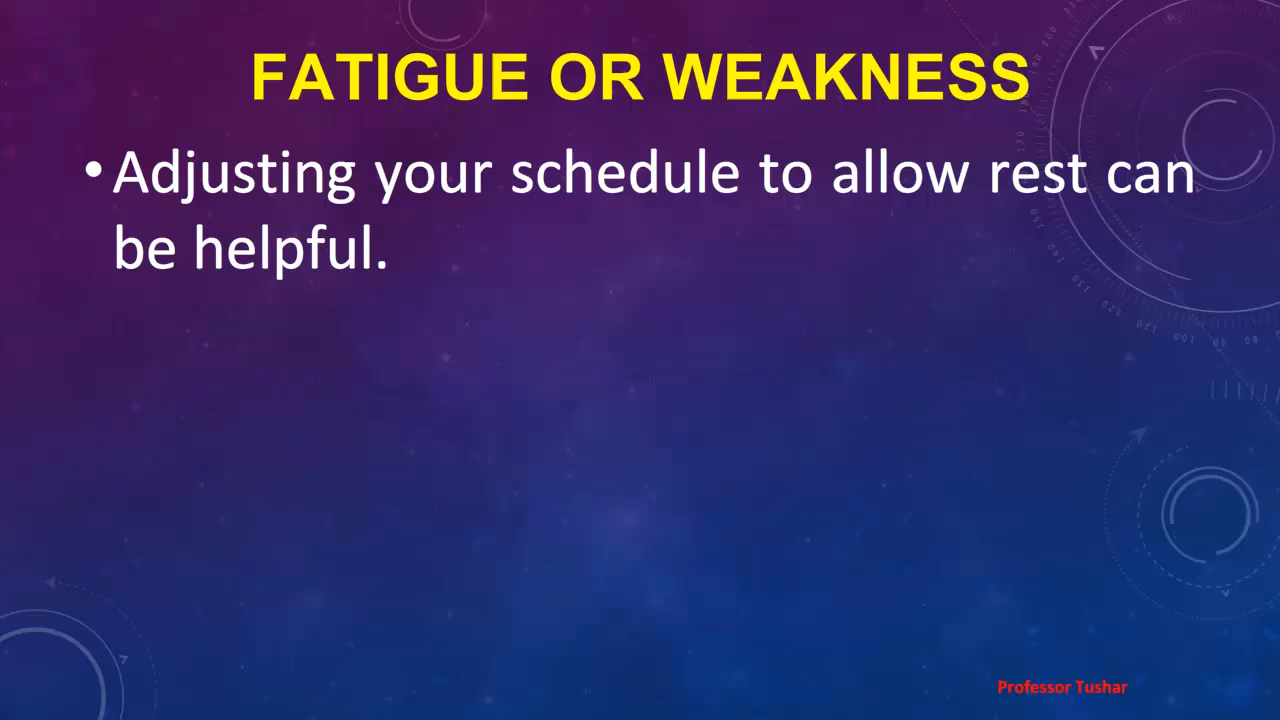 FATIGUE OR WEAKNESS
• Adjusting your schedule to allow rest can
be helpful.
Professor Tushar